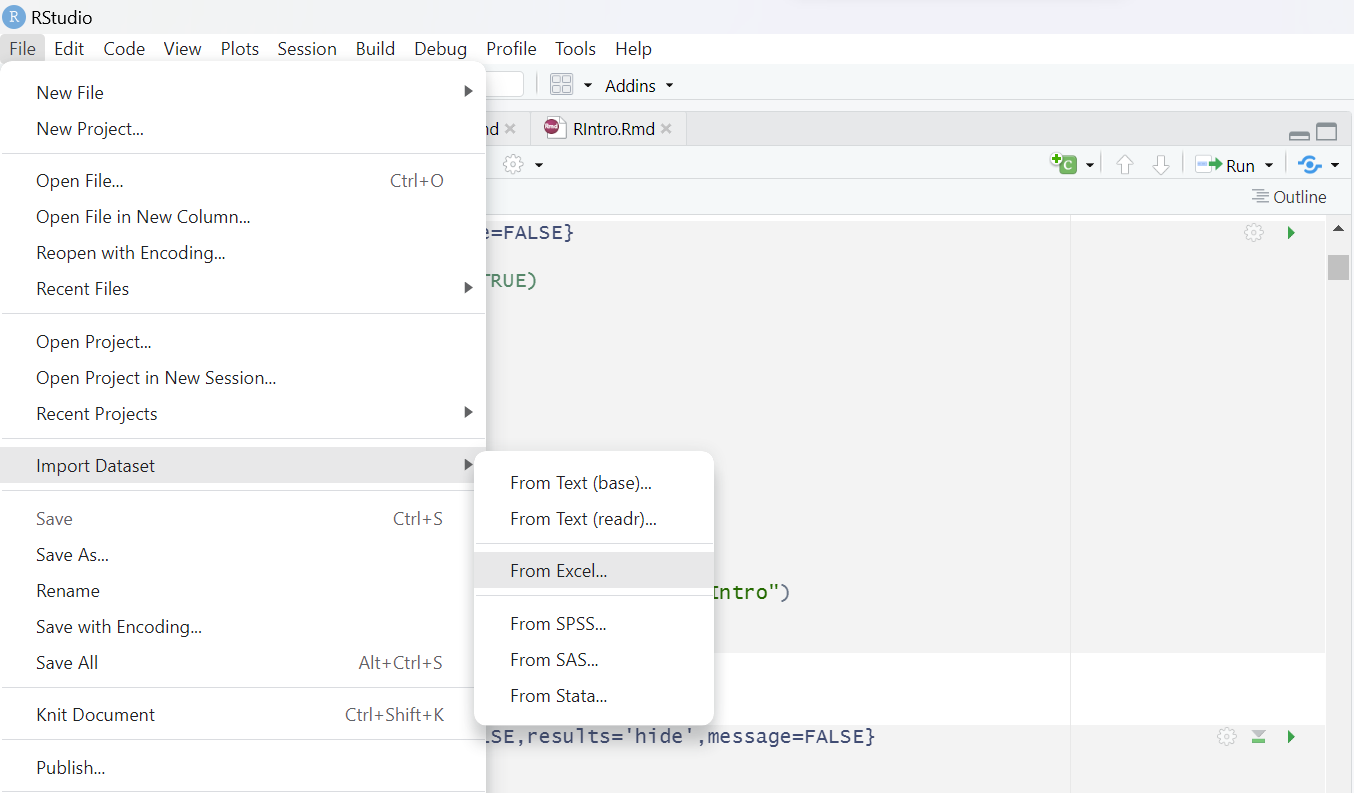 R RStudio
File Edit Code View Plots Session Build Debug Profile Tools Help
Addins
RIntro.Rmd
Run
Outline
=FALSE}
TRUE)
Intro")
,results='hide',message=FALSE}
New File
New Project...
Open File... Ctrl+O
Open File in New Column...
Reopen with Encoding...
Recent Files
Open Project...
Open Project in New Session...
Recent Projects
Import Dataset
Save Ctrl+S
Save As...
Rename
Save with Encoding...
Save All Alt+Ctrl+S
Knit Document Ctrl+Shift+K
Publish...
From Text (base)...
From Text (readr)...
From Excel...
From SPSS...
From SAS...
From Stata...